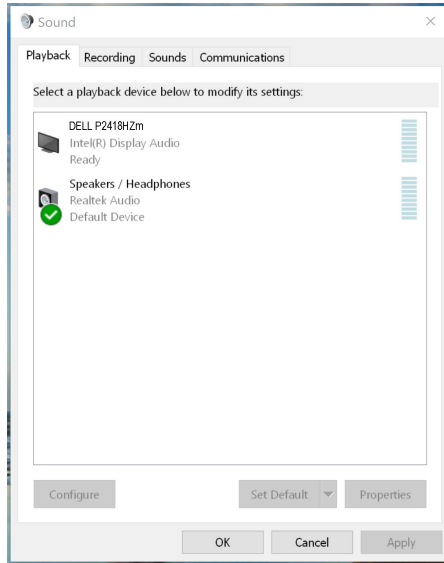 Sound
Playback Recording Sounds Communications
Select a playback device below to modify its settings:
DELL P2418HZm
Intel(R) Display Audio
Ready
Speakers / Headphones
Realtek Audio
Default Device
Configure Set Default Properties
OK Cancel Apply